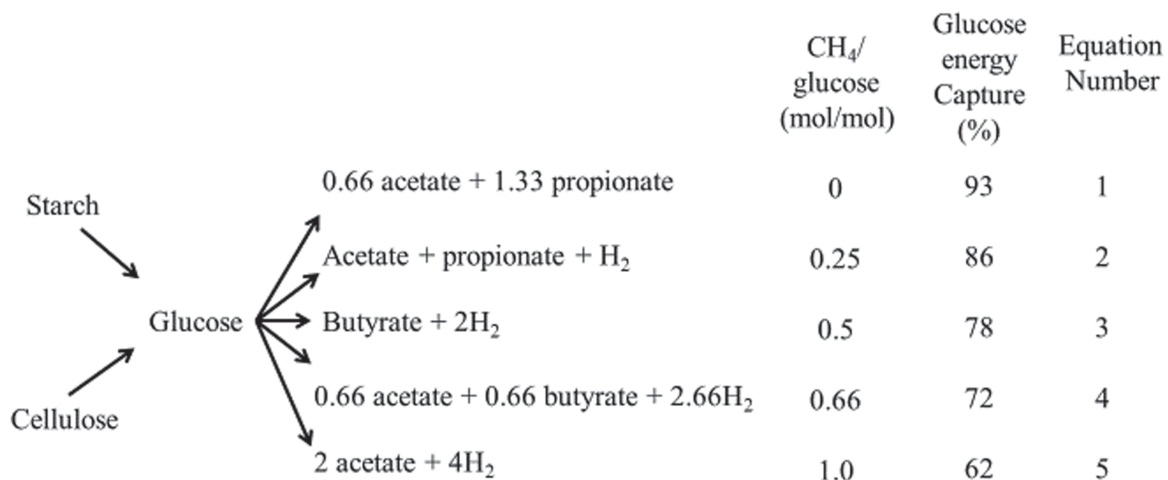 CH₄/ glucose (mol/mol)
Glucose energy Capture (%)
Equation Number
Starch
Cellulose
Glucose
0.66 acetate + 1.33 propionate 0 93 1
Acetate + propionate + H₂ 0.25 86 2
Butyrate + 2H₂ 0.5 78 3
0.66 acetate + 0.66 butyrate + 2.66H₂ 0.66 72 4
2 acetate + 4H₂ 1.0 62 5